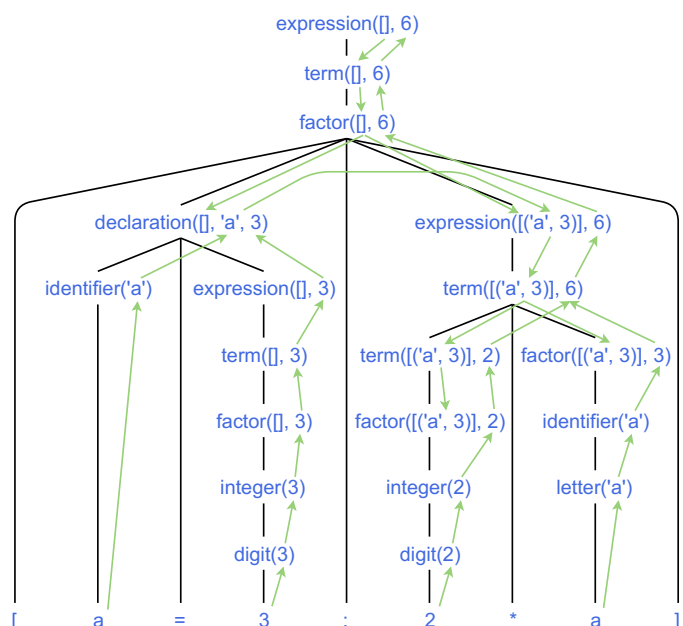 expression([], 6)
term([], 6)
factor([], 6)
declaration([], 'a', 3) expression([('a', 3)], 6)
identifier('a') expression([], 3) term([('a', 3)], 6)
term([], 3) term([('a', 3)], 2) factor([('a', 3)], 3)
factor([], 3) factor([('a', 3)], 2) identifier('a')
integer(3) integer(2) letter('a')
digit(3) digit(2)
[ a = 3 : 2 * a ]